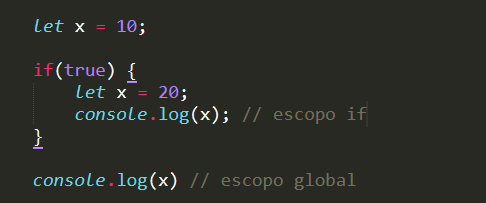 let x = 10;
if(true) {
let x = 20;
console.log(x); // escopo if
}
console.log(x) // escopo global